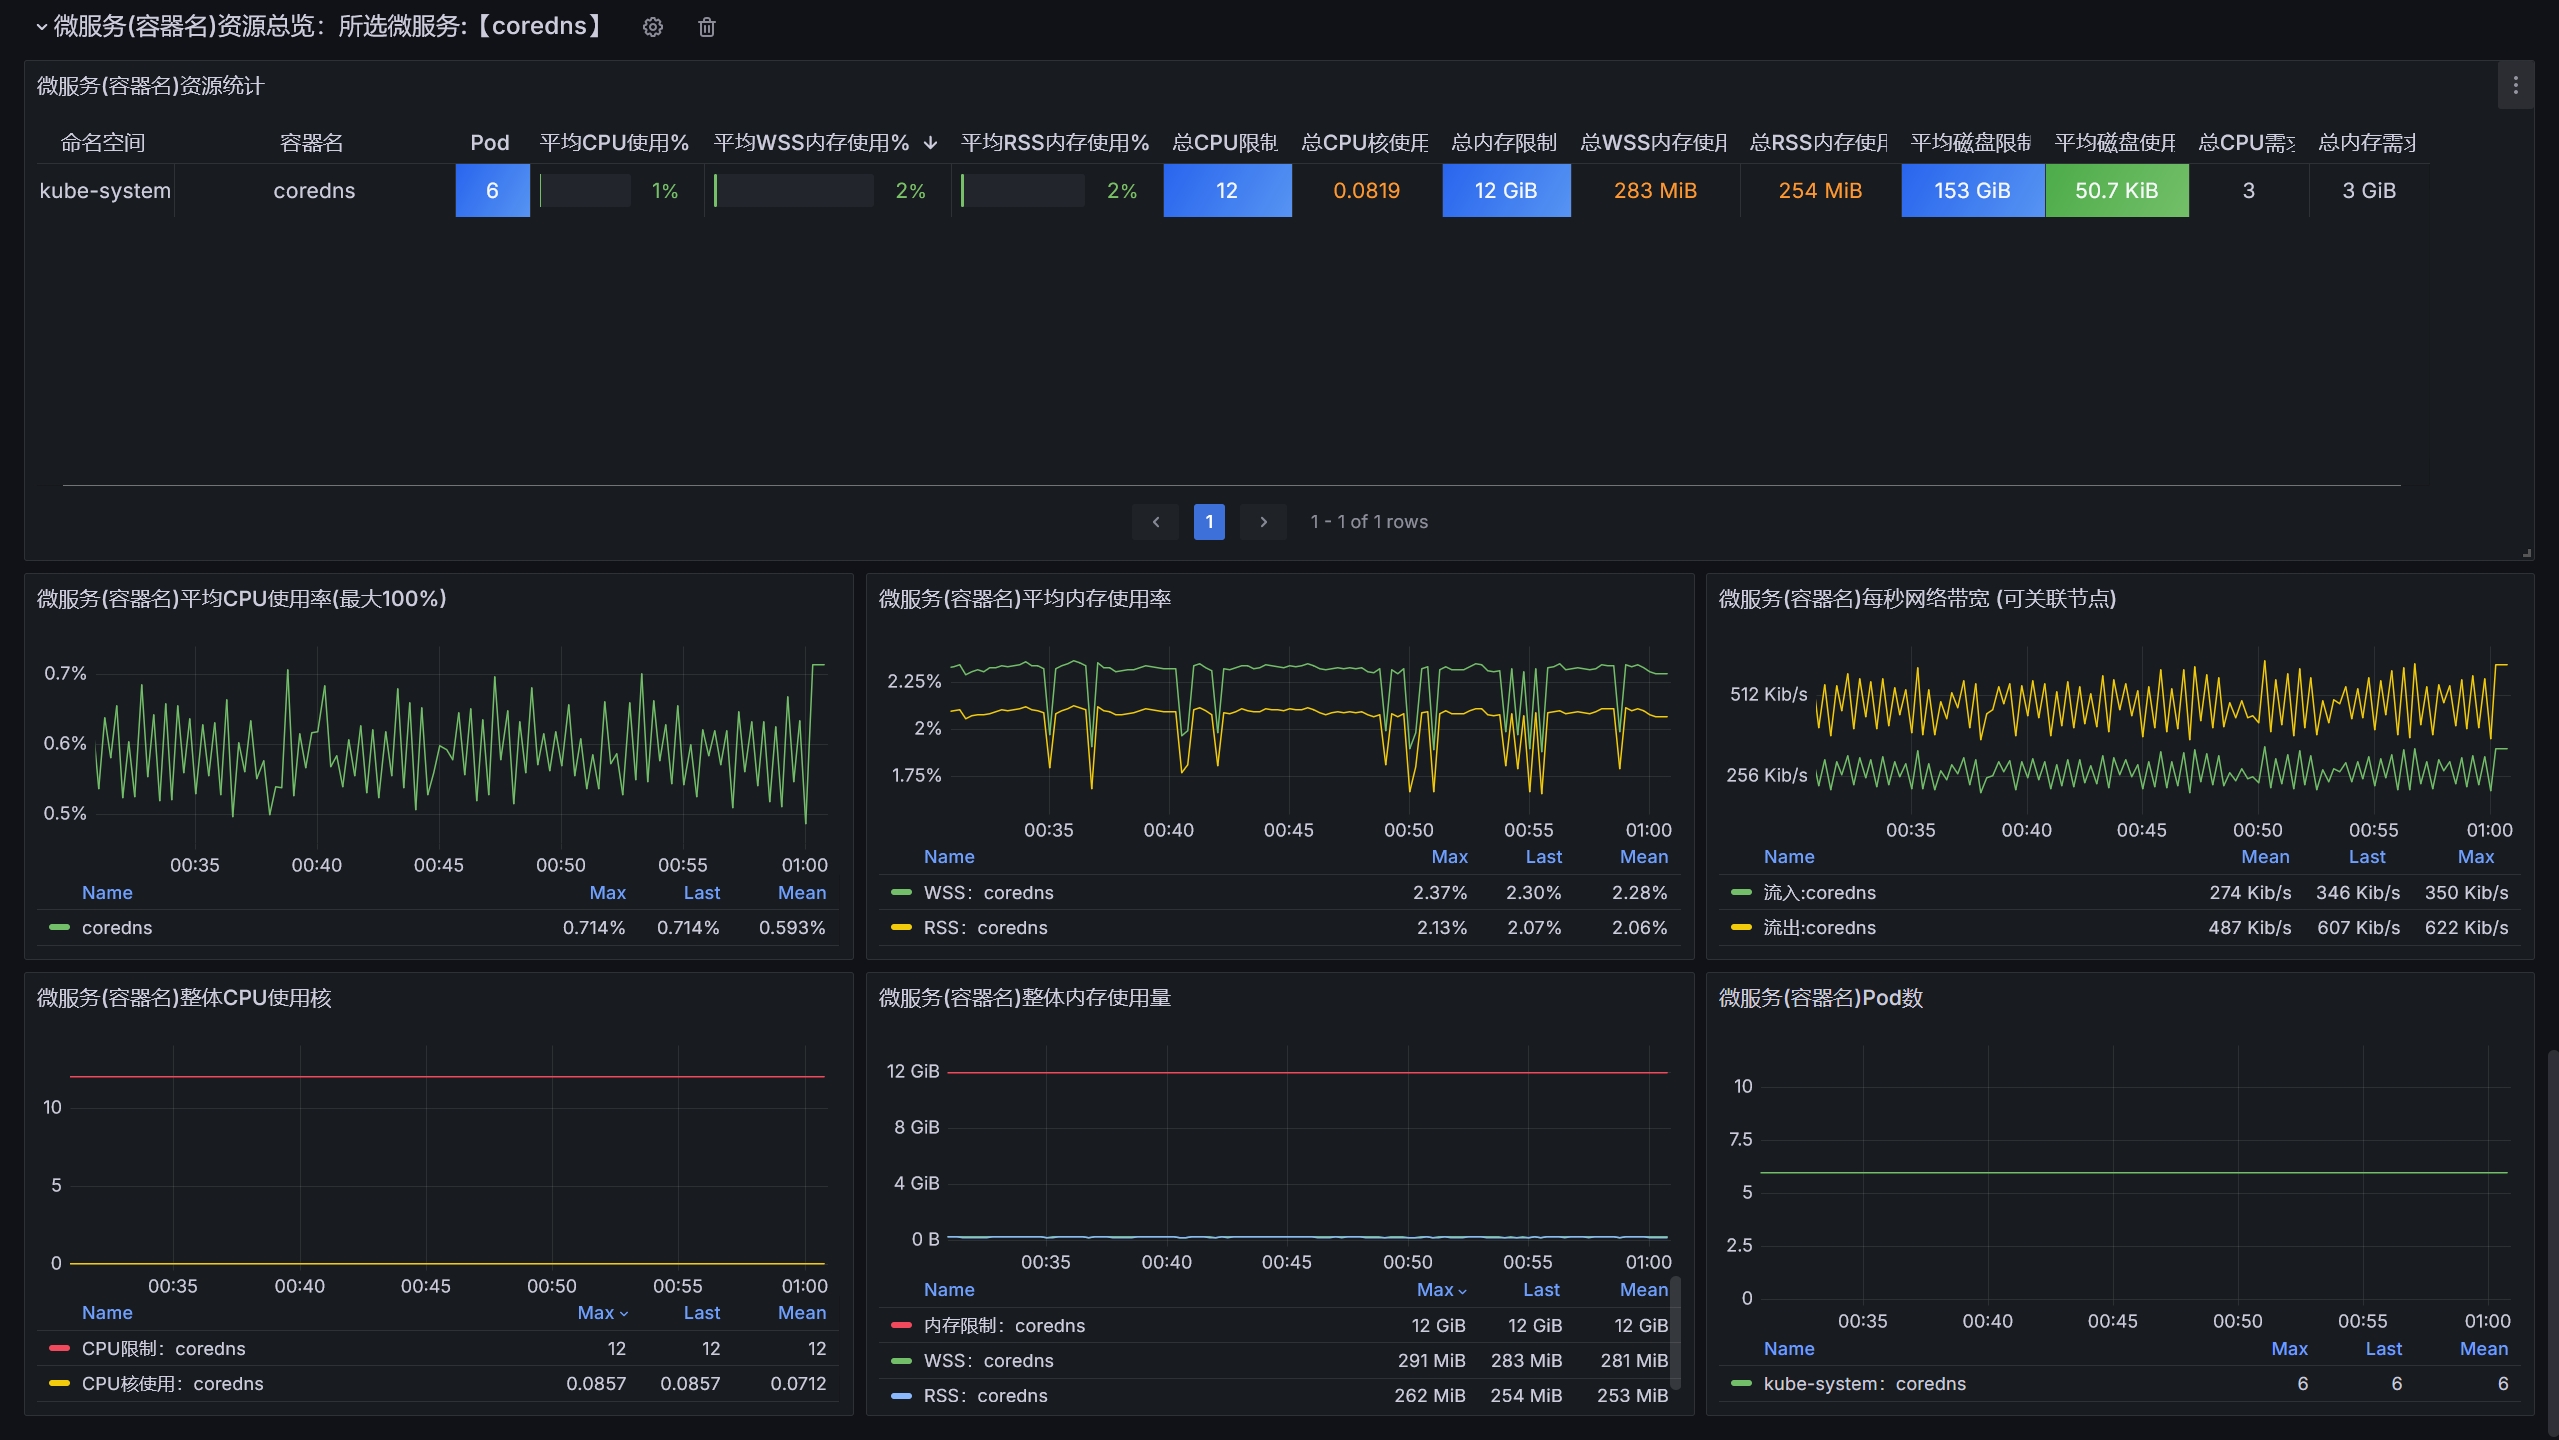 微服务(容器名)资源总览：所选微服务:【coredns】
微服务(容器名)资源统计
命名空间 容器名 Pod 平均CPU使用% 平均WSS内存使用% 平均RSS内存使用% 总CPU限制 总CPU核使用 总内存限制 总WSS内存使用 总RSS内存使用 平均磁盘限制 平均磁盘使用 总CPU需 总内存需
kube-system coredns 6 1% 2% 2% 12 0.0819 12 GiB 283 MiB 254 MiB 153 GiB 50.7 KiB 3 3 GiB
1
1 - 1 of 1 rows
微服务(容器名)平均CPU使用率(最大100%)
0.7%
0.6%
0.5%
00:35 00:40 00:45 00:50 00:55 01:00
Name Max Last Mean
coredns 0.714% 0.714% 0.593%
微服务(容器名)平均内存使用率
2.25%
2%
1.75%
00:35 00:40 00:45 00:50 00:55 01:00
Name Max Last Mean
WSS：coredns 2.37% 2.30% 2.28%
RSS：coredns 2.13% 2.07% 2.06%
微服务(容器名)每秒网络带宽 (可关联节点)
512 Kib/s
256 Kib/s
00:35 00:40 00:45 00:50 00:55 01:00
Name Mean Last Max
流入:coredns 274 Kib/s 346 Kib/s 350 Kib/s
流出:coredns 487 Kib/s 607 Kib/s 622 Kib/s
微服务(容器名)整体CPU使用核
10
5
0
00:35 00:40 00:45 00:50 00:55 01:00
Name Max Last Mean
CPU限制：coredns 12 12 12
CPU核使用：coredns 0.0857 0.0857 0.0712
微服务(容器名)整体内存使用量
12 GiB
8 GiB
4 GiB
0 B
00:35 00:40 00:45 00:50 00:55 01:00
Name Max Last Mean
内存限制：coredns 12 GiB 12 GiB 12 GiB
WSS：coredns 291 MiB 283 MiB 281 MiB
RSS：coredns 262 MiB 254 MiB 253 MiB
微服务(容器名)Pod数
10
7.5
5
2.5
0
00:35 00:40 00:45 00:50 00:55 01:00
Name Max Last Mean
kube-system：coredns 6 6 6